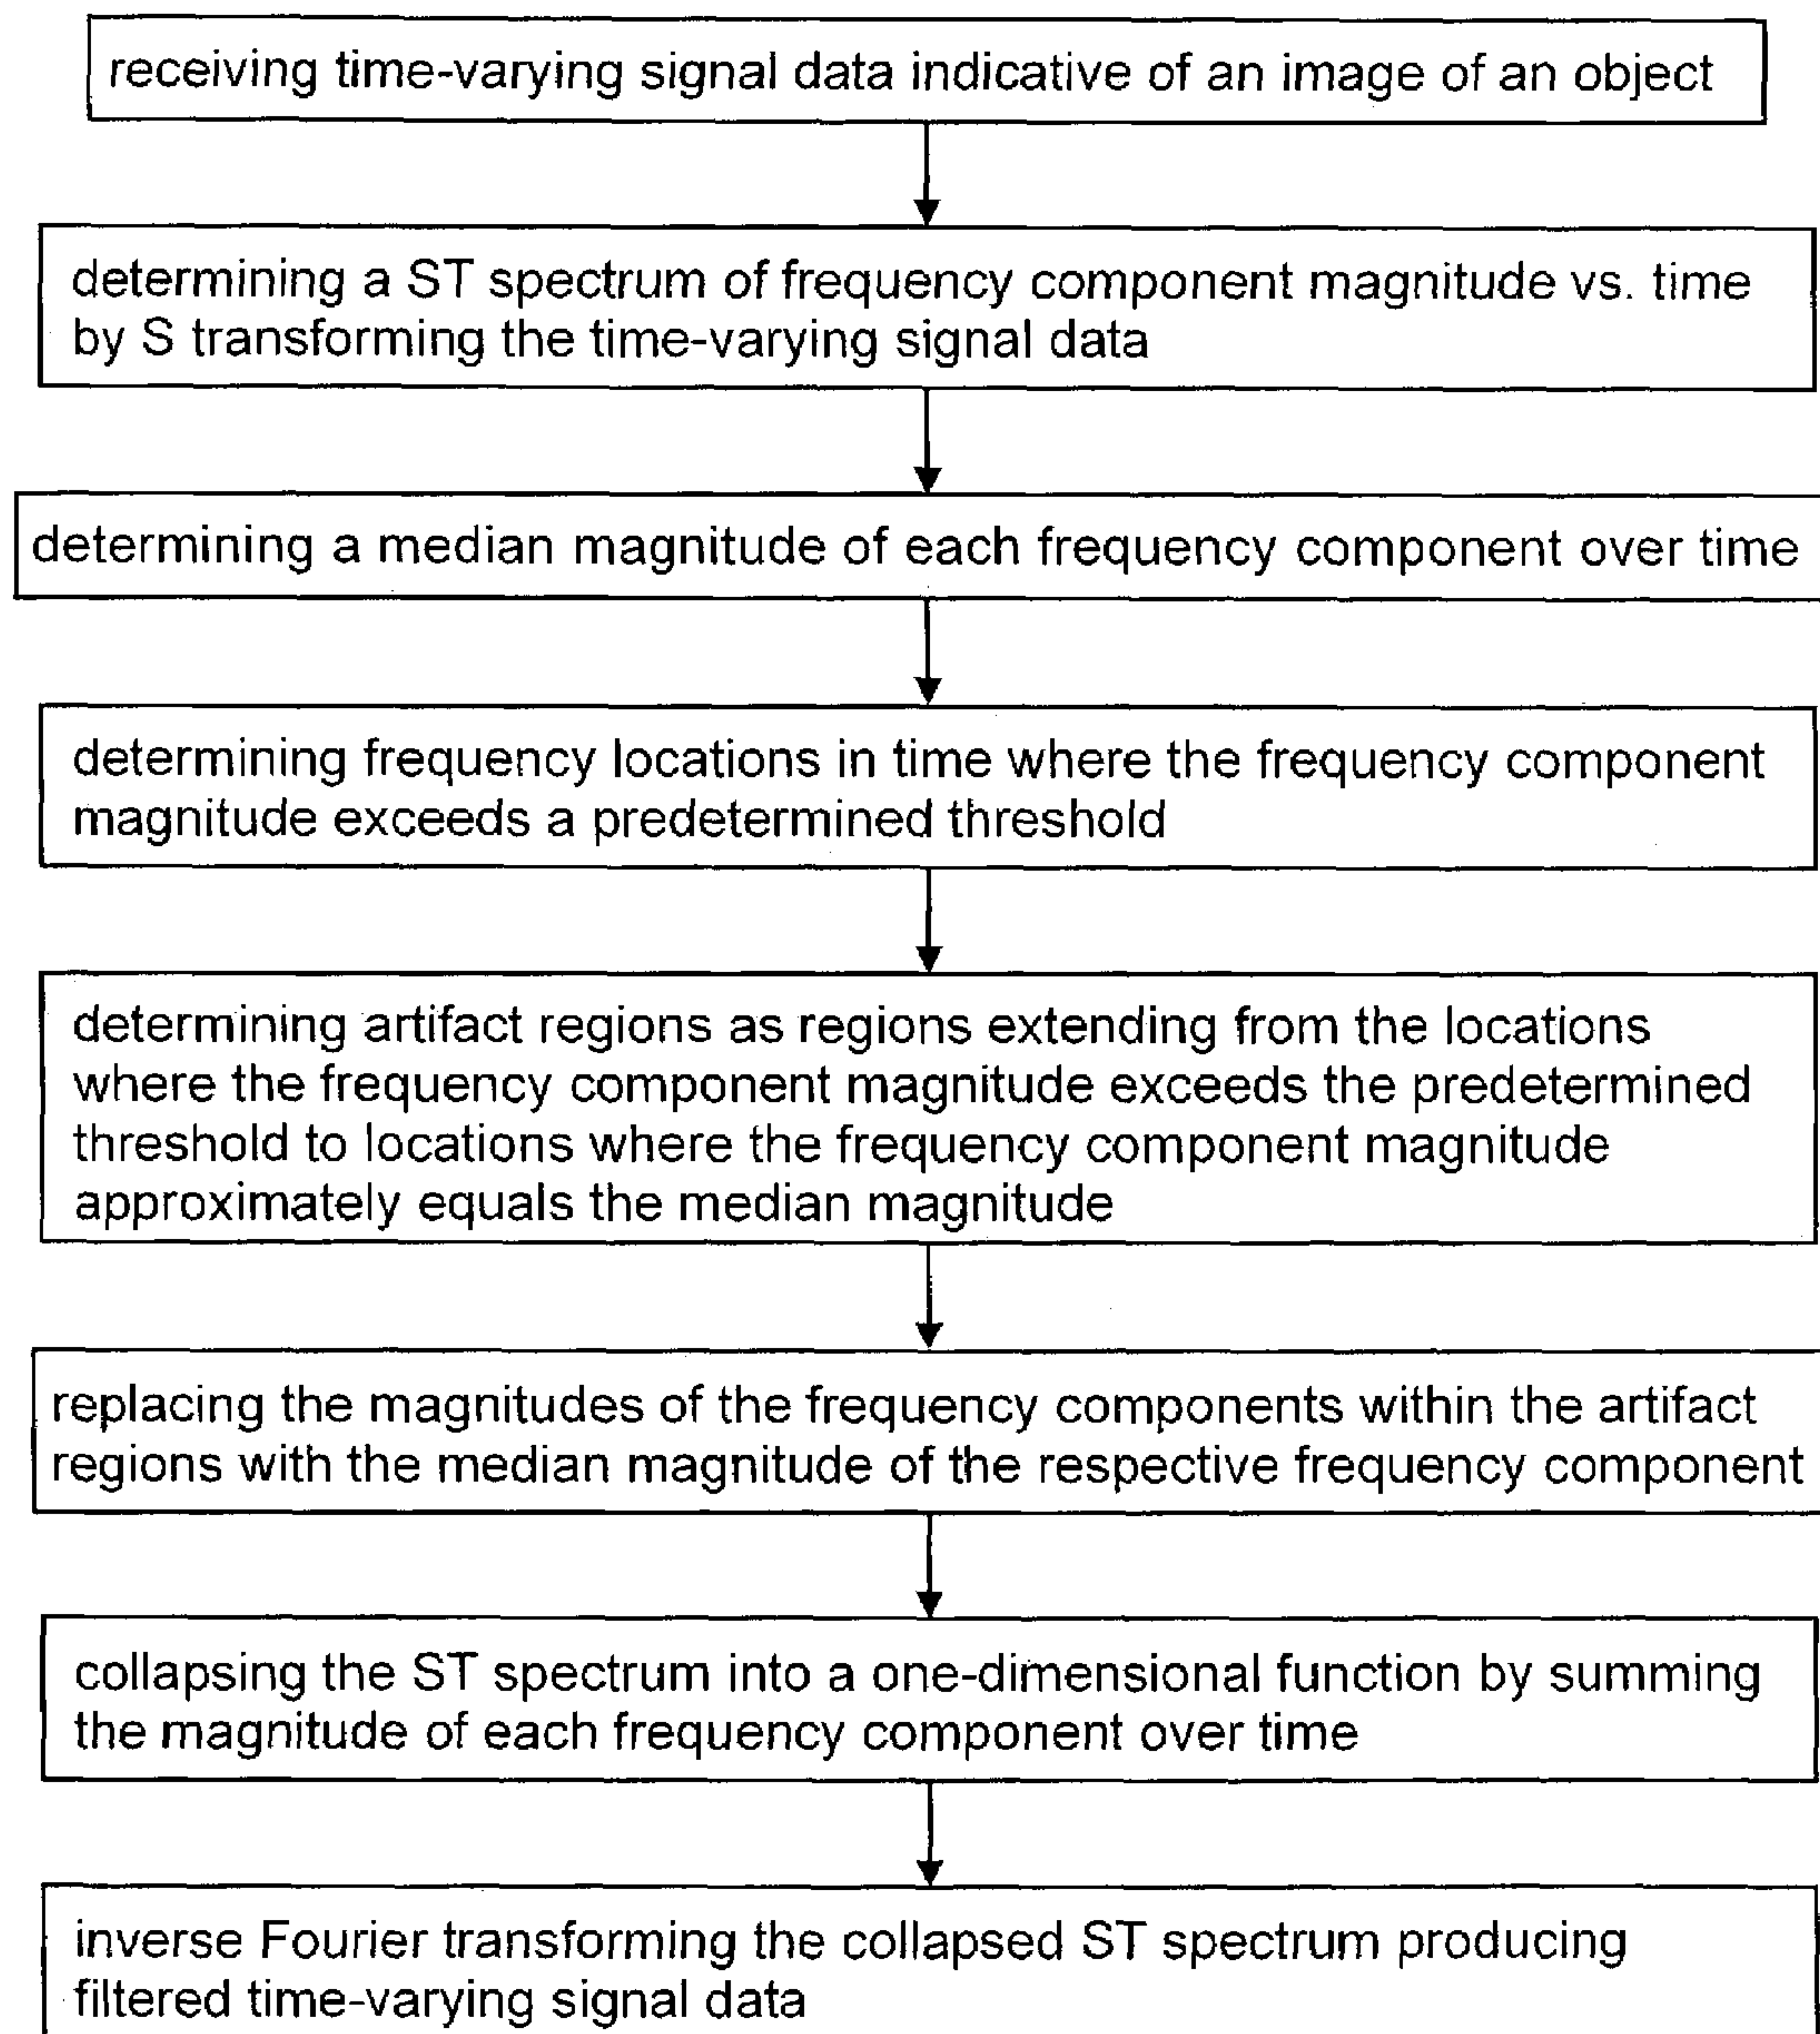 receiving time-varying signal data indicative of an image of an object
determining a ST spectrum of frequency component magnitude vs. time
by S transforming the time-varying signal data
determining a median magnitude of each frequency component over time
determining frequency locations in time where the frequency component
magnitude exceeds a predetermined threshold
determining artifact regions as regions extending from the locations
where the frequency component magnitude exceeds the predetermined
threshold to locations where the frequency component magnitude
approximately equals the median magnitude
replacing the magnitudes of the frequency components within the artifact
regions with the median magnitude of the respective frequency component
collapsing the ST spectrum into a one-dimensional function by summing
the magnitude of each frequency component over time
inverse Fourier transforming the collapsed ST spectrum producing
filtered time-varying signal data